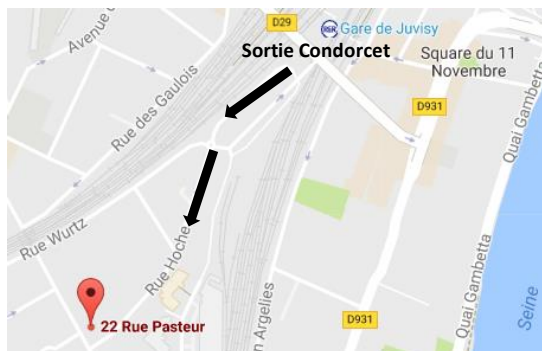 D29
Gare de Juvisy
Avenue
Sortie Condorcet
Square du 11
Novembre
Rue des Gaulois
D931
Quai Gambetta
Rue Wurtz
Rue Hoche
Quai Gambetta
22 Rue Pasteur
Argelies
D931
Seine